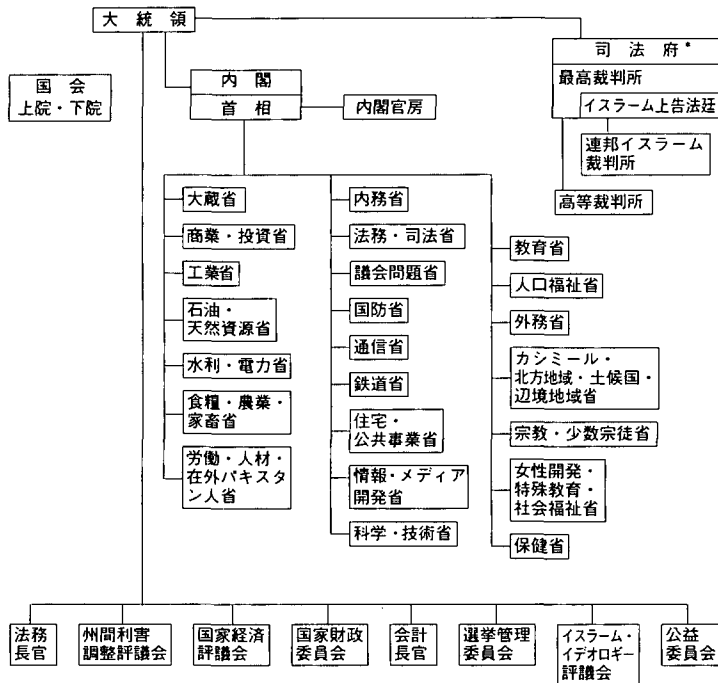 大統領
国会
上院・下院
内閣
首相
内閣官房
司法府*
最高裁判所
イスラーム上告法廷
連邦イスラーム
裁判所
高等裁判所
大蔵省
商業・投資省
工業省
石油・
天然資源省
水利・電力省
食糧・農業・
家畜省
労働・人材・
在外パキスタ
ン人省
内務省
法務・司法省
議会問題省
国防省
通信省
鉄道省
住宅・
公共事業省
情報・メディア
開発省
科学・技術省
教育省
人口福祉省
外務省
カシミール・
北方地域・土候国・
辺境地域省
宗教・少数宗徒省
女性開発・
特殊教育・
社会福祉省
保健省
法務
長官
州間利害
調整評議会
国家経済
評議会
国家財政
委員会
会計
長官
選挙管理
委員会
イスラーム・
イデオロギー
評議会
公益
委員会